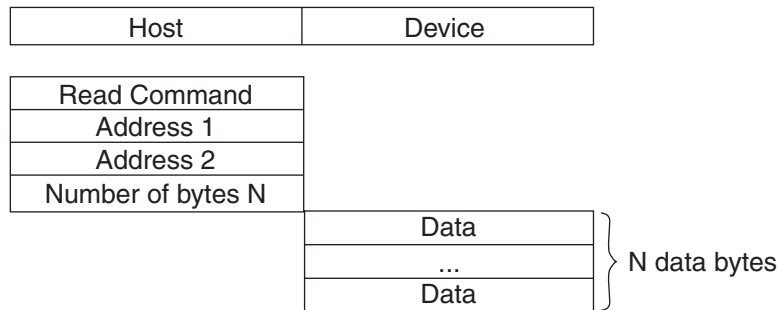 Host Device
Read Command
Address 1
Address 2
Number of bytes N
Data
...
Data
N data bytes